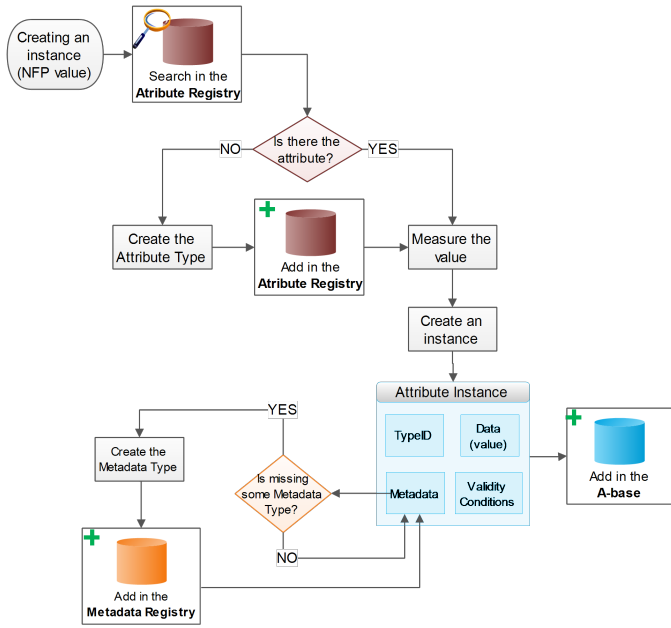 Creating an
instance
(NFP value)
Search in the
Atribute Registry
Is there the
attribute?
NO
YES
Create the
Attribute Type
Add in the
Atribute Registry
Measure the
value
Create an
instance
Attribute Instance
TypeID
Data
(value)
Metadata
Validity
Conditions
Add in the
A-base
YES
Create the
Metadata Type
Is missing
some Metadata
Type?
NO
Add in the
Metadata Registry